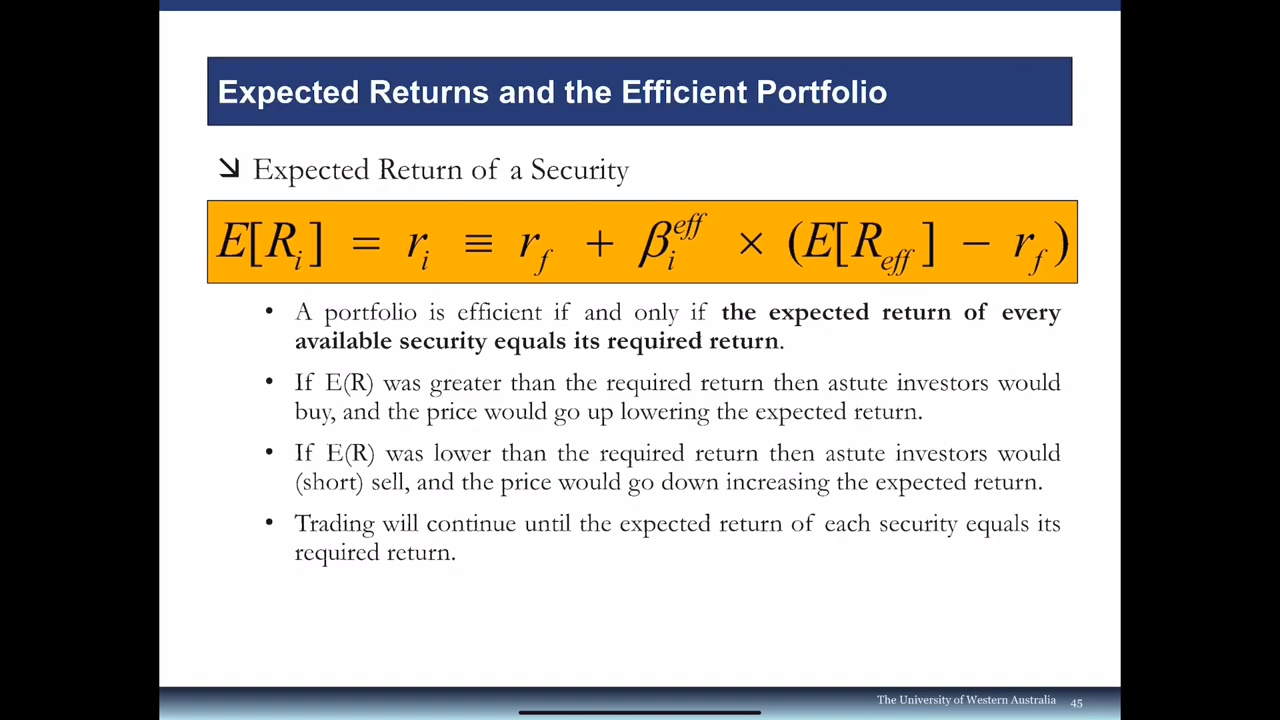 Expected Returns and the Efficient Portfolio
➘ Expected Return of a Security
E[R_i] = r_i ≡ r_f + β_i^eff × (E[R_eff] − r_f)
• A portfolio is efficient if and only if the expected return of every
available security equals its required return.
• If E(R) was greater than the required return then astute investors would
buy, and the price would go up lowering the expected return.
• If E(R) was lower than the required return then astute investors would
(short) sell, and the price would go down increasing the expected return.
• Trading will continue until the expected return of each security equals its
required return.
The University of Western Australia 45